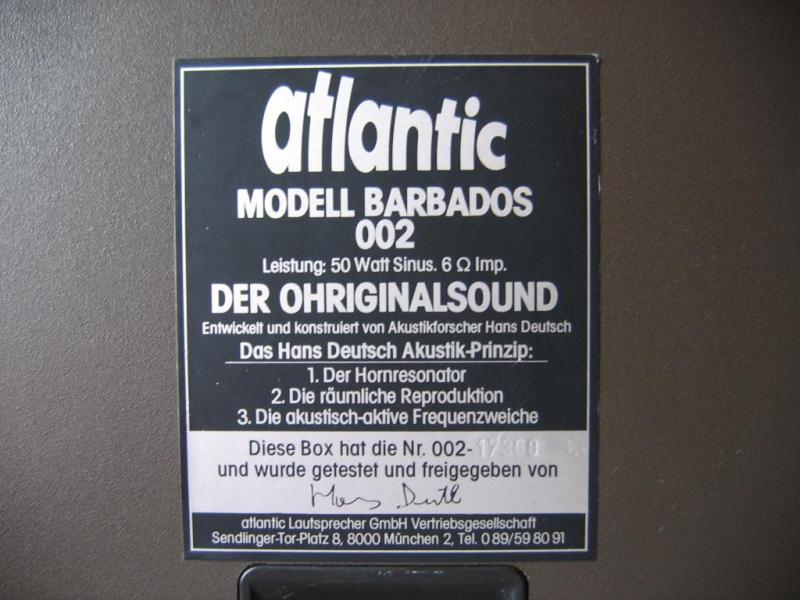 atlantic
MODELL BARBADOS
002
Leistung: 50 Watt Sinus. 6 Ω Imp.
DER OHRIGINALSOUND
Entwickelt und konstruiert von Akustikforscher Hans Deutsch
Das Hans Deutsch Akustik-Prinzip:
1. Der Hornresonator
2. Die räumliche Reproduktion
3. Die akustisch-aktive Frequenzweiche
Diese Box hat die Nr. 002-
und wurde getestet und freigegeben von
atlantic Lautsprecher GmbH Vertriebsgesellschaft
Sendlinger-Tor-Platz 8, 8000 München 2, Tel. 0 89/59 80 91